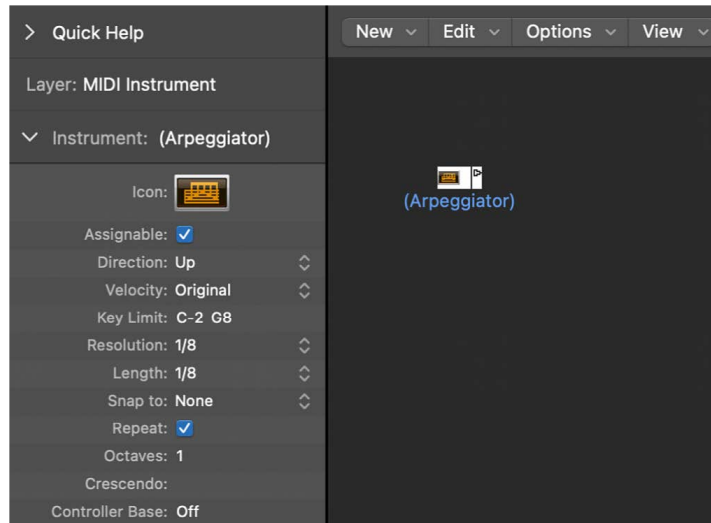 Quick Help
New Edit Options View
Layer: MIDI Instrument
Instrument: (Arpeggiator)
Icon:
(Arpeggiator)
Assignable:
Direction: Up
Velocity: Original
Key Limit: C-2 G8
Resolution: 1/8
Length: 1/8
Snap to: None
Repeat:
Octaves: 1
Crescendo:
Controller Base: Off